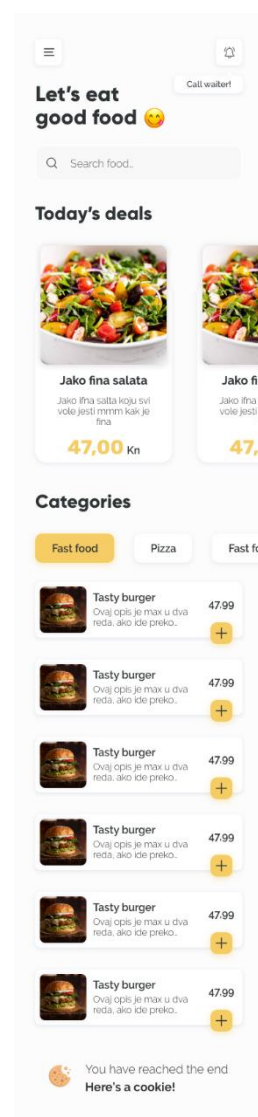 Call waiter!
Let's eat
good food
Search food..
Today's deals
Jako fina salata
Jako ifna salta koju svi
vole jesti mmm kak je
fina
47,00 Kn
Jako fi
Jako ifna
vole jesti
47,
Categories
Fast food
Pizza
Fast fo
Tasty burger
Ovaj opis je max u dva
reda, ako ide preko..
47.99
+
Tasty burger
Ovaj opis je max u dva
reda, ako ide preko..
47.99
+
Tasty burger
Ovaj opis je max u dva
reda, ako ide preko..
47.99
+
Tasty burger
Ovaj opis je max u dva
reda, ako ide preko..
47.99
+
Tasty burger
Ovaj opis je max u dva
reda, ako ide preko..
47.99
+
Tasty burger
Ovaj opis je max u dva
reda, ako ide preko..
47.99
+
You have reached the end
Here's a cookie!